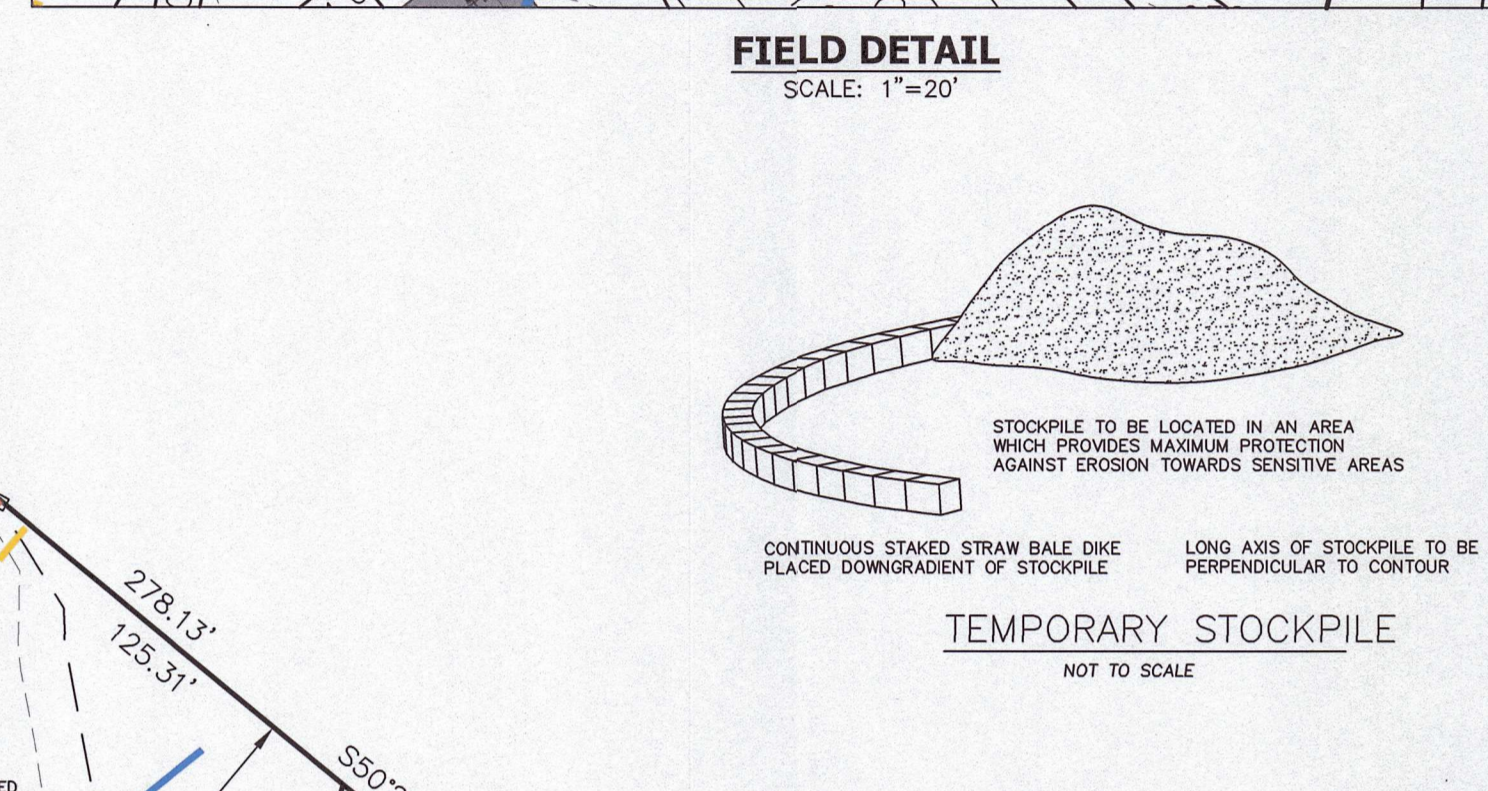 FIELD DETAIL
SCALE: 1"=20'
STOCKPILE TO BE LOCATED IN AN AREA
WHICH PROVIDES MAXIMUM PROTECTION
AGAINST EROSION TOWARDS SENSITIVE AREAS
CONTINUOUS STAKED STRAW BALE DIKE
PLACED DOWNGRADIENT OF STOCKPILE
LONG AXIS OF STOCKPILE TO BE
PERPENDICULAR TO CONTOUR
TEMPORARY STOCKPILE
NOT TO SCALE
278.13'
125.31'
S50°